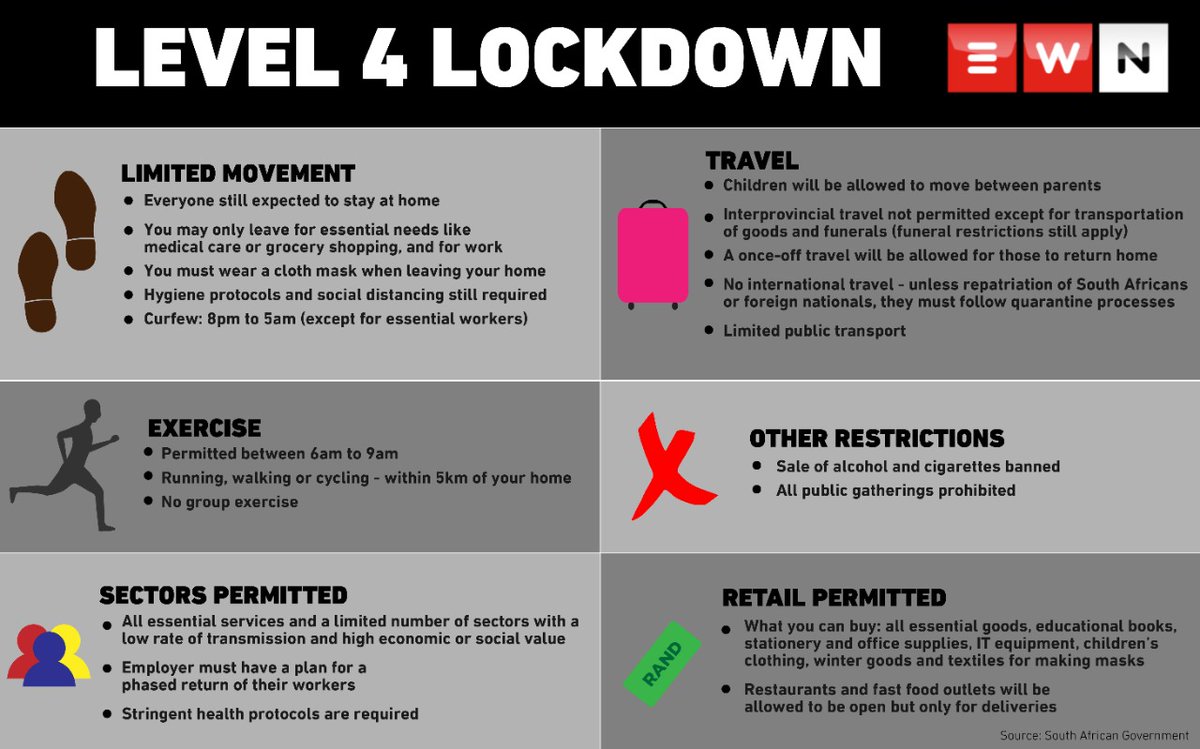 LEVEL 4 LOCKDOWN
E W N
LIMITED MOVEMENT
• Everyone still expected to stay at home
• You may only leave for essential needs like
medical care or grocery shopping, and for work
• You must wear a cloth mask when leaving your home
• Hygiene protocols and social distancing still required
• Curfew: 8pm to 5am (except for essential workers)
TRAVEL
• Children will be allowed to move between parents
• Interprovincial travel not permitted except for transportation
of goods and funerals (funeral restrictions still apply)
• A once-off travel will be allowed for those to return home
• No international travel - unless repatriation of South Africans
or foreign nationals, they must follow quarantine processes
• Limited public transport
EXERCISE
• Permitted between 6am to 9am
• Running, walking or cycling - within 5km of your home
• No group exercise
OTHER RESTRICTIONS
• Sale of alcohol and cigarettes banned
• All public gatherings prohibited
SECTORS PERMITTED
• All essential services and a limited number of sectors with a
low rate of transmission and high economic or social value
• Employer must have a plan for a
phased return of their workers
• Stringent health protocols are required
RETAIL PERMITTED
RAND
• What you can buy: all essential goods, educational books,
stationery and office supplies, IT equipment, children's
clothing, winter goods and textiles for making masks
• Restaurants and fast food outlets will be
allowed to be open but only for deliveries
Source: South African Government